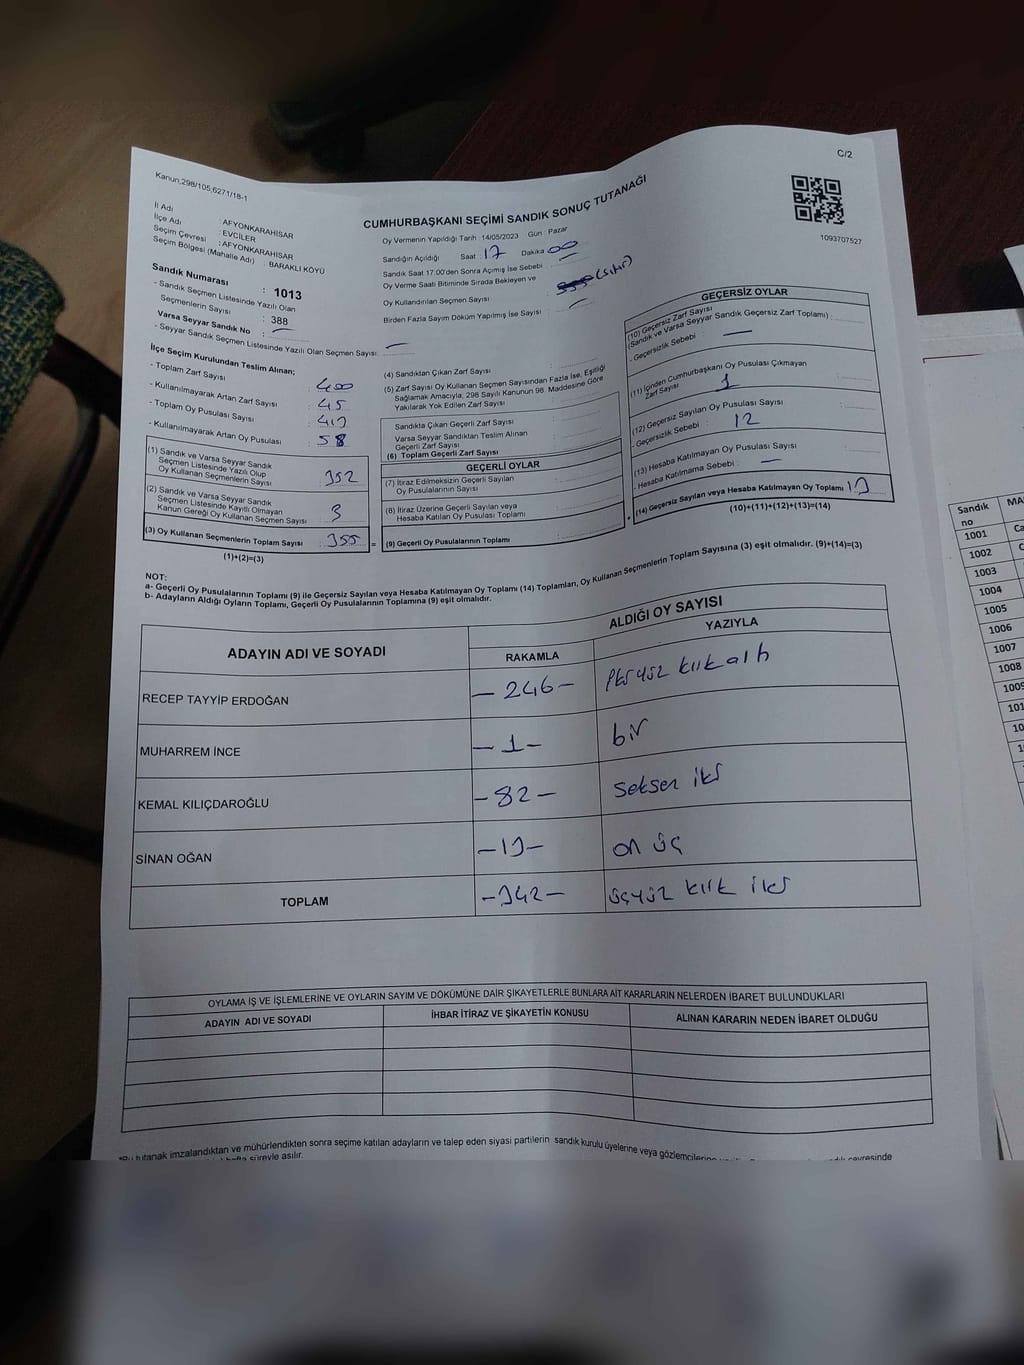 C/2
Kanun;298/105;6271/18-1
CUMHURBAŞKANI SEÇİMİ SANDIK SONUÇ TUTANAĞI
1093707527
İl Adı : AFYONKARAHİSAR
İlçe Adı : EVCİLER
Seçim Çevresi : AFYONKARAHİSAR
Seçim Bölgesi (Mahalle Adı) : BARAKLI KÖYÜ
Sandık Numarası : 1013
- Sandık Seçmen Listesinde Yazılı Olan
Seçmenlerin Sayısı : 388
Varsa Seyyar Sandık No : —
- Seyyar Sandık Seçmen Listesinde Yazılı Olan Seçmen Sayısı: —
İlçe Seçim Kurulundan Teslim Alınan;
- Toplam Zarf Sayısı : 400
- Kullanılmayarak Artan Zarf Sayısı : 45
- Toplam Oy Pusulası Sayısı :
- Kullanılmayarak Artan Oy Pusulası : 58
(1) Sandık ve Varsa Seyyar Sandık
Seçmen Listesinde Yazılı Olup
Oy Kullanan Seçmenlerin Sayısı : 352
(2) Sandık ve Varsa Seyyar Sandık
Seçmen Listesinde Kayıtlı Olmayan
Kanun Gereği Oy Kullanan Seçmen Sayısı : 3
(3) Oy Kullanan Seçmenlerin Toplam Sayısı : 355 =
(1)+(2)=(3)
Oy Vermenin Yapıldığı Tarih : 14/05/2023 Gün : Pazar
Sandığın Açıldığı Saat : 17 Dakika : 00
Sandık Saat 17:00'den Sonra Açılmış İse Sebebi : —
Oy Verme Saati Bitiminde Sırada Bekleyen ve
Oy Kullandırılan Seçmen Sayısı : (sıfır)
Birden Fazla Sayım Döküm Yapılmış İse Sayısı : —
(4) Sandıktan Çıkan Zarf Sayısı :
(5) Zarf Sayısı Oy Kullanan Seçmen Sayısından Fazla İse, Eşitliği
Sağlamak Amacıyla; 298 Sayılı Kanunun 98. Maddesine Göre
Yakılarak Yok Edilen Zarf Sayısı :
Sandıkta Çıkan Geçerli Zarf Sayısı :
Varsa Seyyar Sandıktan Teslim Alınan
Geçerli Zarf Sayısı :
(6) Toplam Geçerli Zarf Sayısı
GEÇERLİ OYLAR
(7) İtiraz Edilmeksizin Geçerli Sayılan
Oy Pusulalarının Sayısı :
(8) İtiraz Üzerine Geçerli Sayılan veya
Hesaba Katılan Oy Pusulası Toplamı :
(9) Geçerli Oy Pusulalarının Toplamı : +
GEÇERSİZ OYLAR
(10) Geçersiz Zarf Sayısı
(Sandık ve Varsa Seyyar Sandık Geçersiz Zarf Toplamı) :
- Geçersizlik Sebebi : —
(11) İçinden Cumhurbaşkanı Oy Pusulası Çıkmayan
Zarf Sayısı : 1
(12) Geçersiz Sayılan Oy Pusulası Sayısı :
- Geçersizlik Sebebi : 12
(13) Hesaba Katılmayan Oy Pusulası Sayısı :
- Hesaba Katılmama Sebebi : —
(14) Geçersiz Sayılan veya Hesaba Katılmayan Oy Toplamı : 13
(10)+(11)+(12)+(13)=(14)
NOT:
a- Geçerli Oy Pusulalarının Toplamı (9) ile Geçersiz Sayılan veya Hesaba Katılmayan Oy Toplamı (14) Toplamları, Oy Kullanan Seçmenlerin Toplam Sayısına (3) eşit olmalıdır. (9)+(14)=(3)
b- Adayların Aldığı Oyların Toplamı, Geçerli Oy Pusulalarının Toplamına (9) eşit olmalıdır.
ADAYIN ADI VE SOYADI ALDIĞI OY SAYISI
RAKAMLA YAZIYLA
RECEP TAYYİP ERDOĞAN — 246 — ikiyüz kırk altı
MUHARREM İNCE — 1 — bir
KEMAL KILIÇDAROĞLU — 82 — seksen iki
SİNAN OĞAN — 13 — on üç
TOPLAM — 342 — üçyüz kırk iki
OYLAMA İŞ VE İŞLEMLERİNE VE OYLARIN SAYIM VE DÖKÜMÜNE DAİR ŞİKAYETLERLE BUNLARA AİT KARARLARIN NELERDEN İBARET BULUNDUKLARI
ADAYIN ADI VE SOYADI İHBAR İTİRAZ VE ŞİKAYETİN KONUSU ALINAN KARARIN NEDEN İBARET OLDUĞU
*Bu tutanak imzalandıktan ve mühürlendikten sonra seçime katılan adayların ve talep eden siyasi partilerin sandık kurulu üyelerine veya gözlemcilerine
hafta süreyle asılır.
Sandık
no
1001
1002
1003
1004
1005
1006
1007
1008